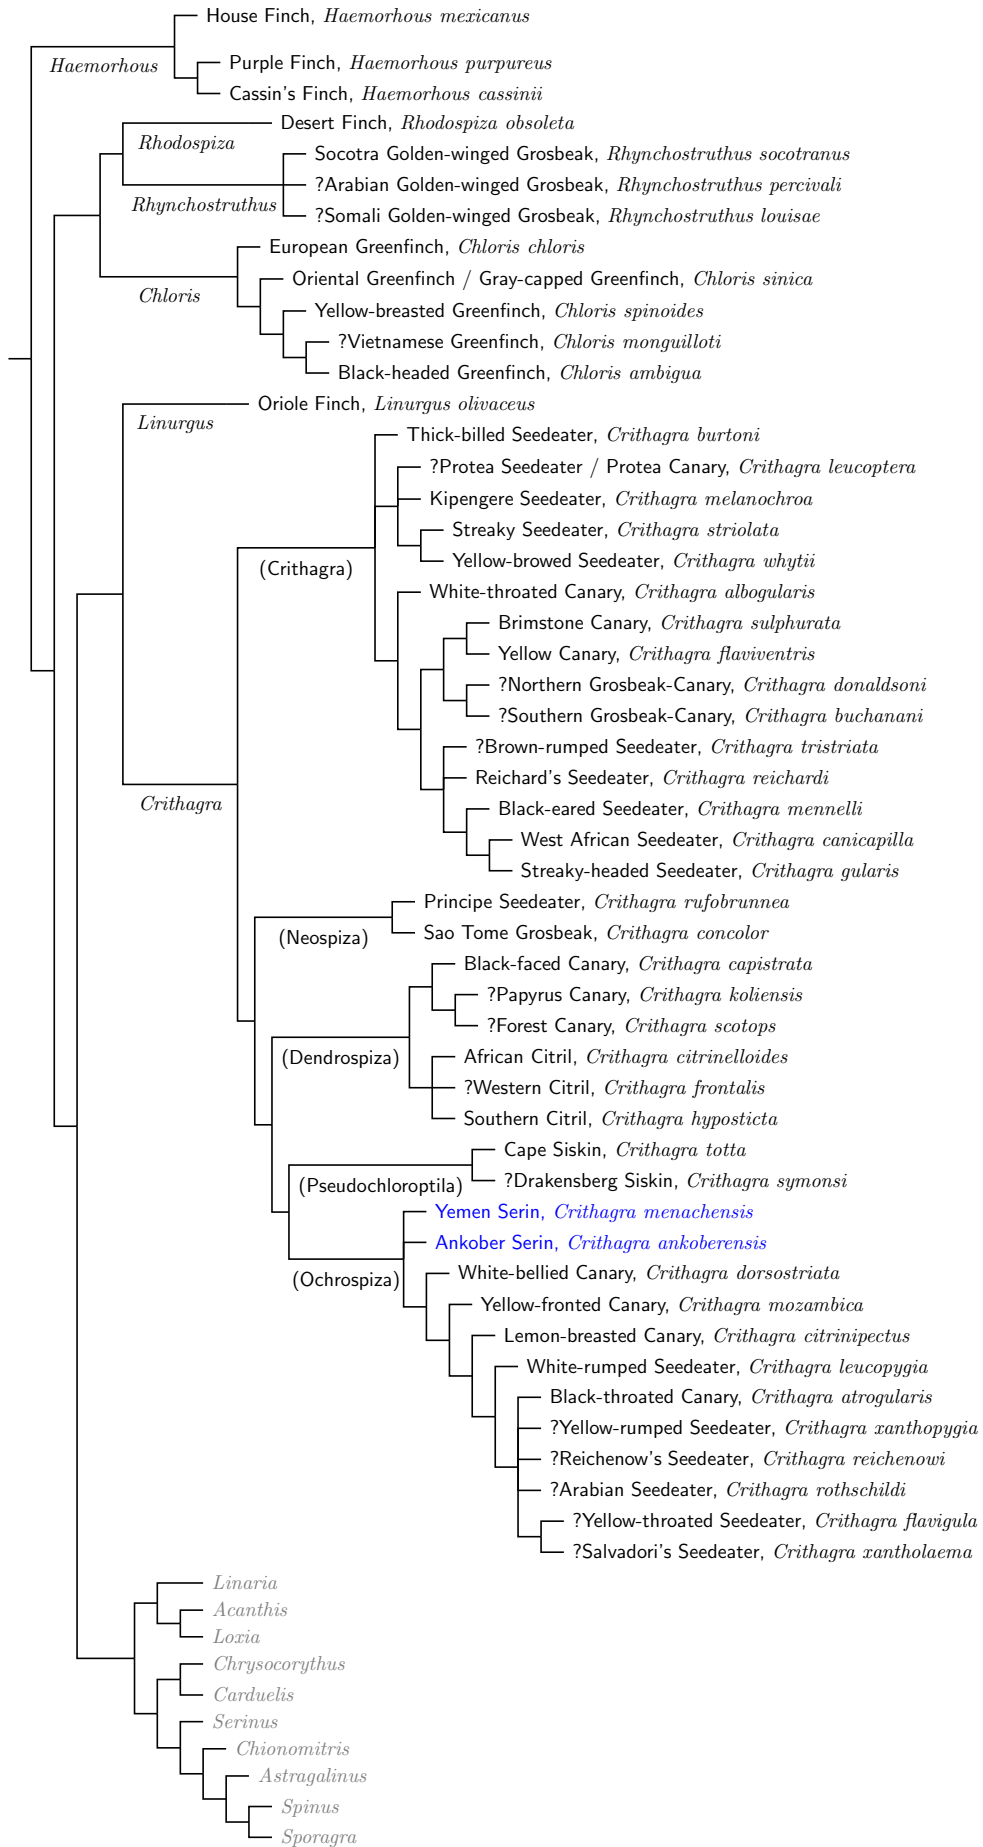 House Finch, Haemorhous mexicanus
Haemorhous
Purple Finch, Haemorhous purpureus
Cassin's Finch, Haemorhous cassinii
Desert Finch, Rhodospiza obsoleta
Rhodospiza
Socotra Golden-winged Grosbeak, Rhynchostruthus socotranus
?Arabian Golden-winged Grosbeak, Rhynchostruthus percivali
Rhynchostruthus
?Somali Golden-winged Grosbeak, Rhynchostruthus louisae
European Greenfinch, Chloris chloris
Oriental Greenfinch / Gray-capped Greenfinch, Chloris sinica
Chloris
Yellow-breasted Greenfinch, Chloris spinoides
?Vietnamese Greenfinch, Chloris monguilloti
Black-headed Greenfinch, Chloris ambigua
Oriole Finch, Linurgus olivaceus
Linurgus
Thick-billed Seedeater, Crithagra burtoni
?Protea Seedeater / Protea Canary, Crithagra leucoptera
Kipengere Seedeater, Crithagra melanochroa
Streaky Seedeater, Crithagra striolata
Yellow-browed Seedeater, Crithagra whytii
(Crithagra)
White-throated Canary, Crithagra albogularis
Brimstone Canary, Crithagra sulphurata
Yellow Canary, Crithagra flaviventris
?Northern Grosbeak-Canary, Crithagra donaldsoni
?Southern Grosbeak-Canary, Crithagra buchanani
?Brown-rumped Seedeater, Crithagra tristriata
Reichard's Seedeater, Crithagra reichardi
Crithagra
Black-eared Seedeater, Crithagra mennelli
West African Seedeater, Crithagra canicapilla
Streaky-headed Seedeater, Crithagra gularis
Principe Seedeater, Crithagra rufobrunnea
(Neospiza)
Sao Tome Grosbeak, Crithagra concolor
Black-faced Canary, Crithagra capistrata
?Papyrus Canary, Crithagra koliensis
?Forest Canary, Crithagra scotops
(Dendrospiza)
African Citril, Crithagra citrinelloides
?Western Citril, Crithagra frontalis
Southern Citril, Crithagra hyposticta
Cape Siskin, Crithagra totta
(Pseudochloroptila)
?Drakensberg Siskin, Crithagra symonsi
Yemen Serin, Crithagra menachensis
Ankober Serin, Crithagra ankoberensis
(Ochrospiza)
White-bellied Canary, Crithagra dorsostriata
Yellow-fronted Canary, Crithagra mozambica
Lemon-breasted Canary, Crithagra citrinipectus
White-rumped Seedeater, Crithagra leucopygia
Black-throated Canary, Crithagra atrogularis
?Yellow-rumped Seedeater, Crithagra xanthopygia
?Reichenow's Seedeater, Crithagra reichenowi
?Arabian Seedeater, Crithagra rothschildi
?Yellow-throated Seedeater, Crithagra flavigula
?Salvadori's Seedeater, Crithagra xantholaema
Linaria
Acanthis
Loxia
Chrysocorythus
Carduelis
Serinus
Chionomitris
Astragalinus
Spinus
Sporagra